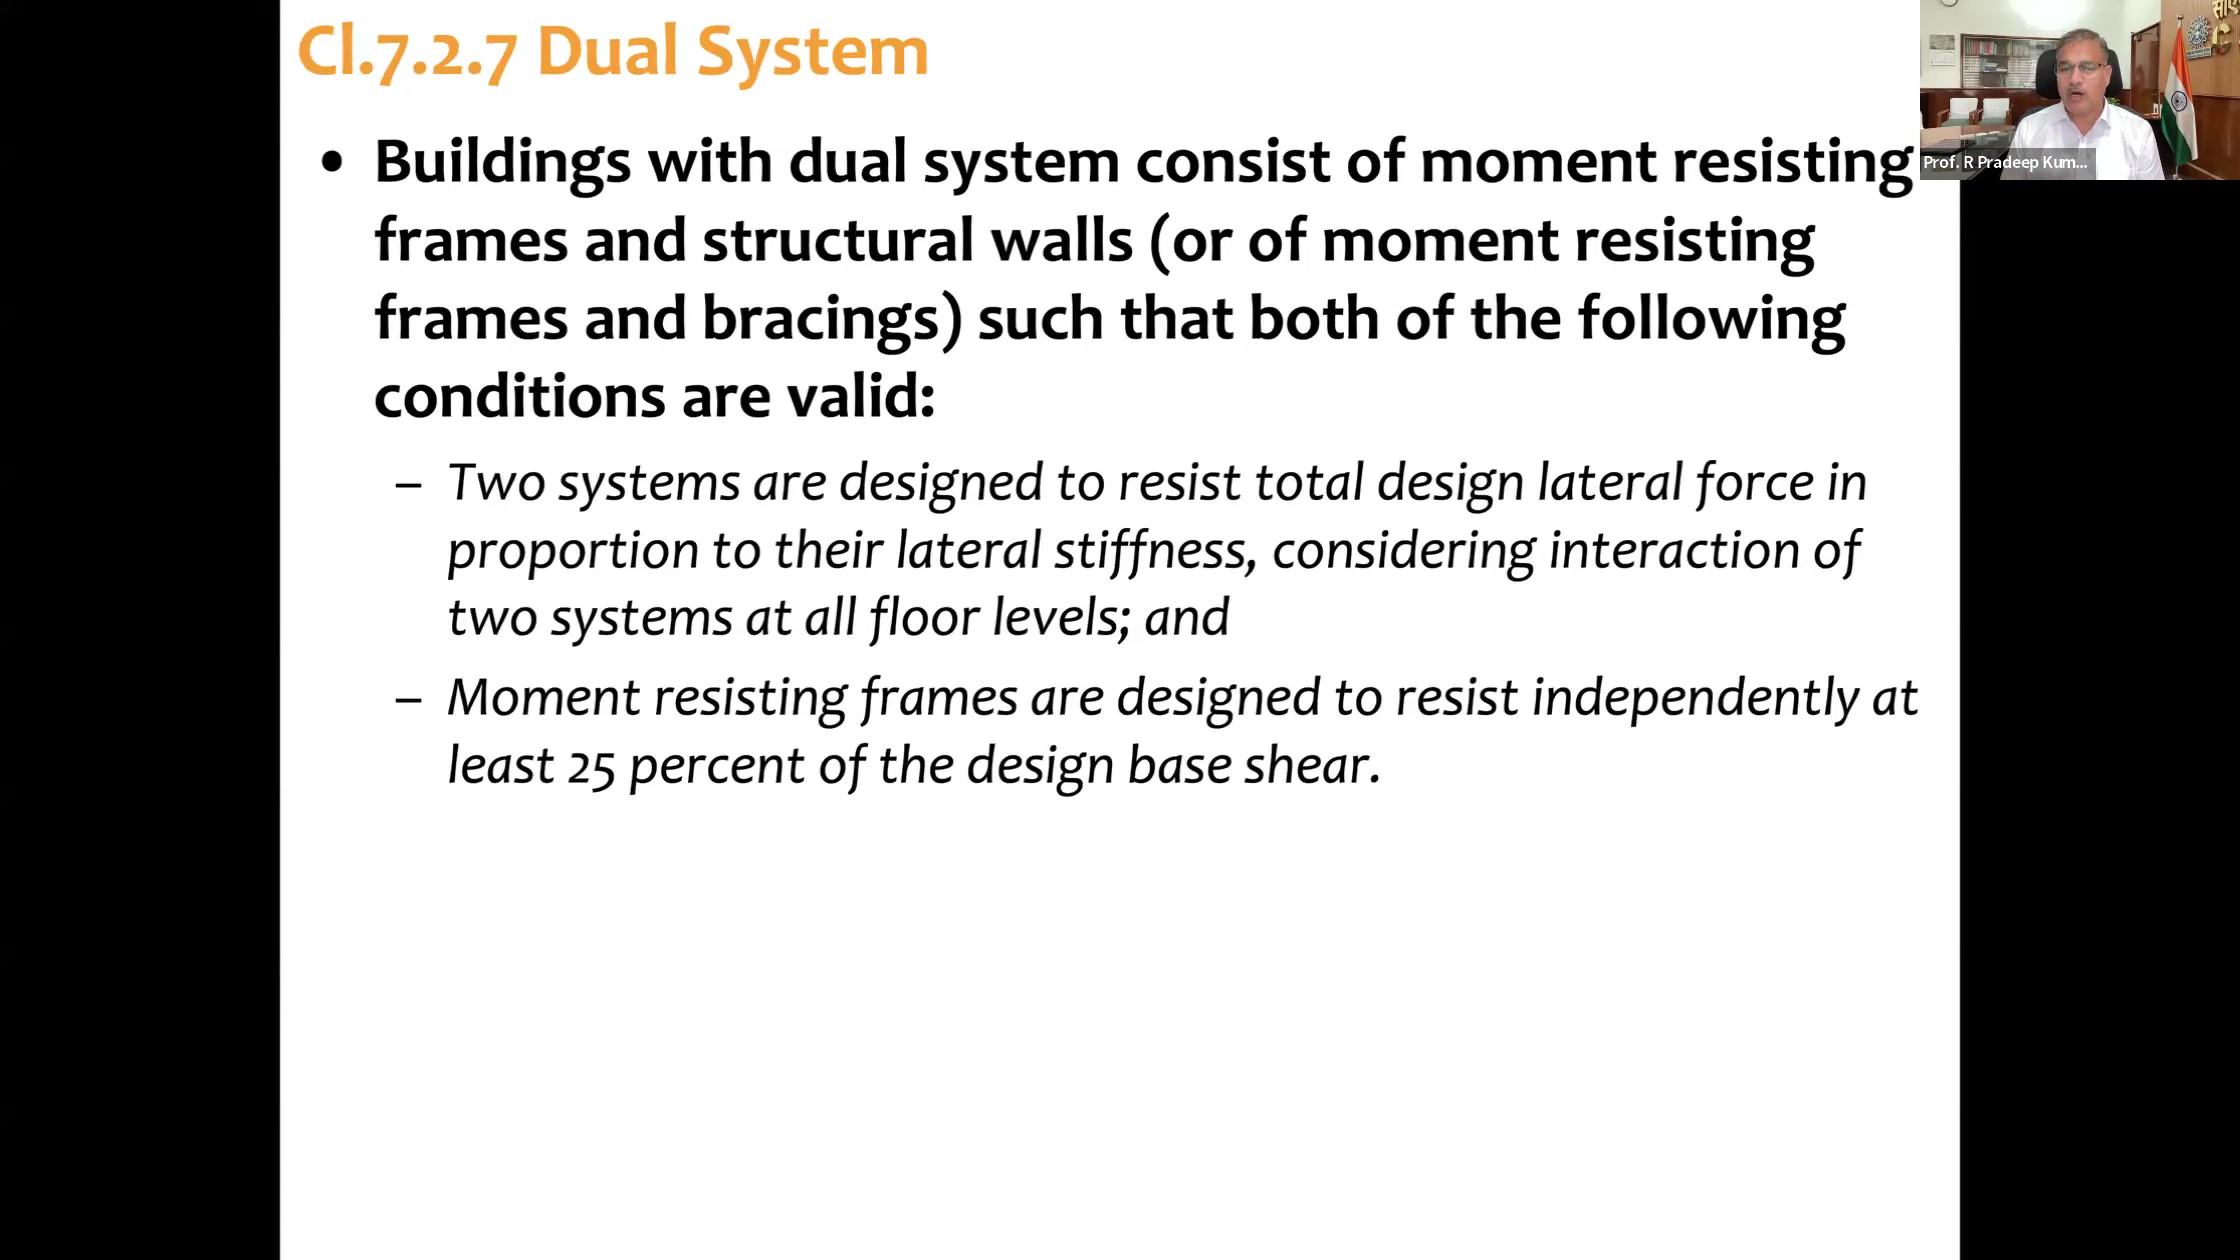 Cl.7.2.7 Dual System
• Buildings with dual system consist of moment resisting
frames and structural walls (or of moment resisting
frames and bracings) such that both of the following
conditions are valid:
– Two systems are designed to resist total design lateral force in
proportion to their lateral stiffness, considering interaction of
two systems at all floor levels; and
– Moment resisting frames are designed to resist independently at
least 25 percent of the design base shear.
Prof. R Pradeep Kum...